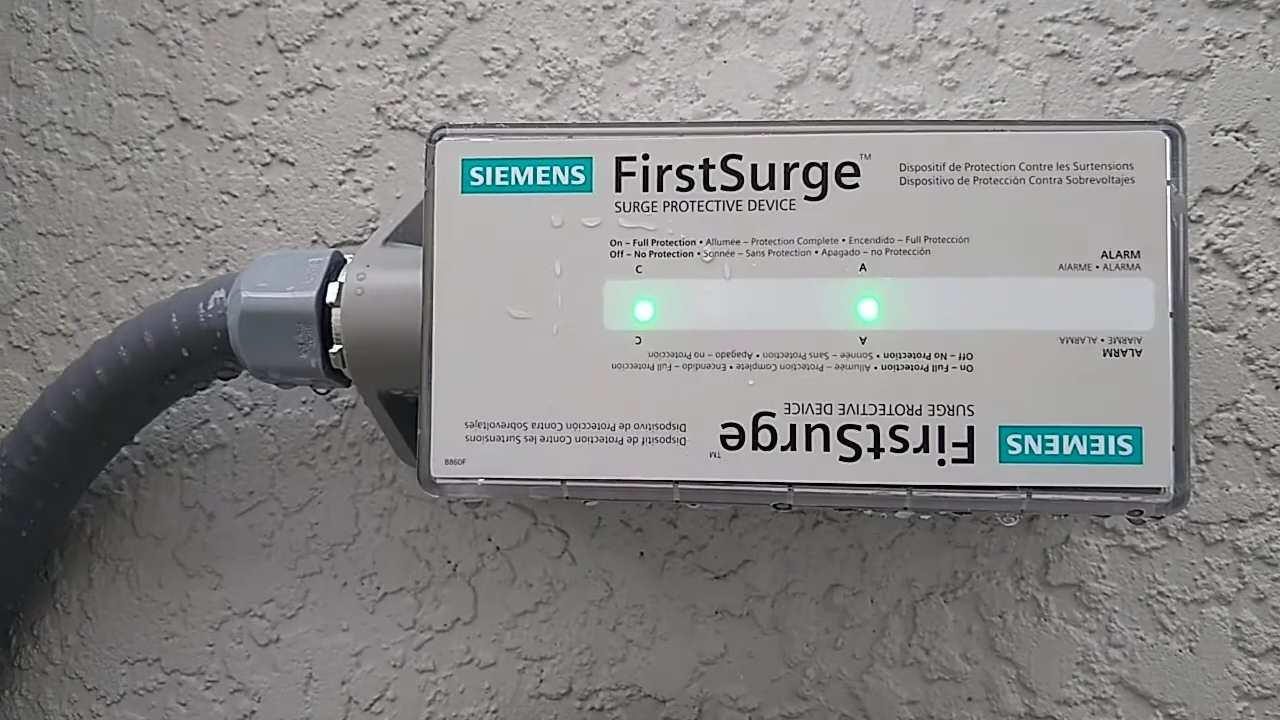 SIEMENS
FirstSurge™
SURGE PROTECTIVE DEVICE
Dispositif de Protection Contre les Surtensions
Dispositivo de Protección Contra Sobrevoltajes
On – Full Protection • Allumée – Protection Complete • Encendido – Full Protección
Off – No Protection • Sonnée – Sans Protection • Apagado – no Protección
C
A
ALARM
AlARME • ALARMA
C
A
AlARME • ALARMA
ALARM
Off – No Protection • Sonnée – Sans Protection • Apagado – no Protección
On – Full Protection • Allumée – Protection Complete • Encendido – Full Protección
SURGE PROTECTIVE DEVICE
FirstSurge™
SIEMENS
Dispositivo de Protección Contra Sobrevoltajes
Dispositif de Protection Contre les Surtensions
8860F